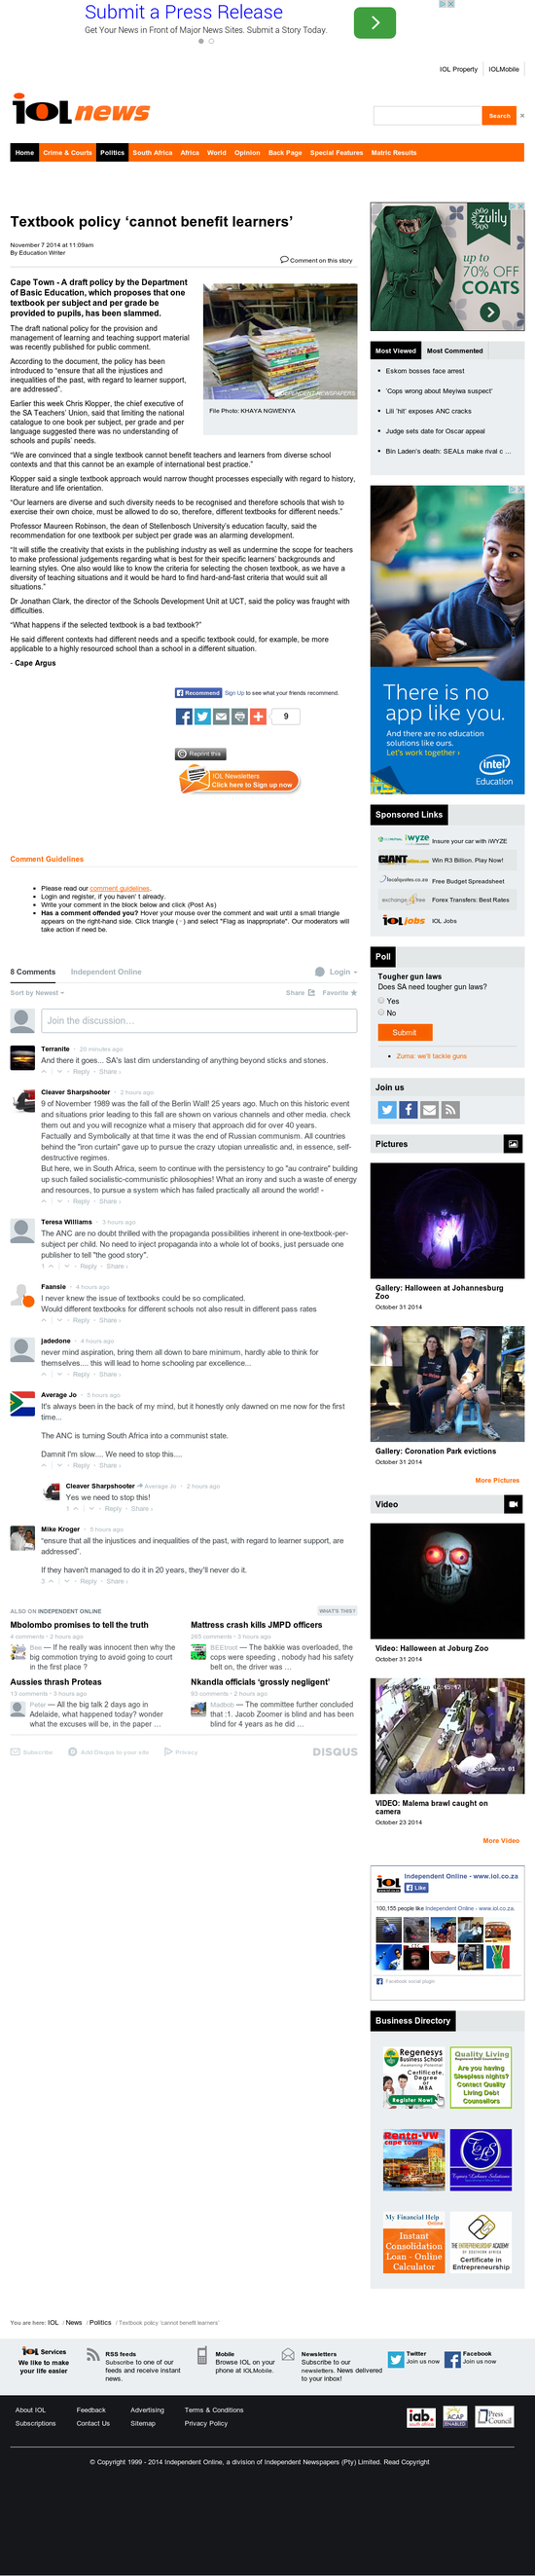 Submit a Press Release
Get Your News in Front of Major News Sites. Submit a Story Today.
IOL Property
IOLMobile
iOL news
Search
Home Crime & Courts Politics South Africa Africa World Opinion Back Page Special Features Matric Results
Textbook policy ‘cannot benefit learners’
November 7 2014 at 11:09am
By Education Writer
Comment on this story
Cape Town - A draft policy by the Department
of Basic Education, which proposes that one
textbook per subject and per grade be
provided to pupils, has been slammed.
The draft national policy for the provision and
management of learning and teaching support material
was recently published for public comment.
According to the document, the policy has been
introduced to “ensure that all the injustices and
inequalities of the past, with regard to learner support,
are addressed”.
Earlier this week Chris Klopper, the chief executive of
the SA Teachers’ Union, said that limiting the national
catalogue to one book per subject, per grade and per
language suggested there was no understanding of
schools and pupils’ needs.
INDEPENDENT NEWSPAPERS
File Photo: KHAYA NGWENYA
“We are convinced that a single textbook cannot benefit teachers and learners from diverse school
contexts and that this cannot be an example of international best practice.”
Klopper said a single textbook approach would narrow thought processes especially with regard to history,
literature and life orientation.
“Our learners are diverse and such diversity needs to be recognised and therefore schools that wish to
exercise their own choice, must be allowed to do so, therefore, different textbooks for different needs.”
Professor Maureen Robinson, the dean of Stellenbosch University’s education faculty, said the
recommendation for one textbook per subject per grade was an alarming development.
“It will stifle the creativity that exists in the publishing industry as well as undermine the scope for teachers
to make professional judgements regarding what is best for their specific learners’ backgrounds and
learning styles. One also would like to know the criteria for selecting the chosen textbook, as we have a
diversity of teaching situations and it would be hard to find hard-and-fast criteria that would suit all
situations.”
Dr Jonathan Clark, the director of the Schools Development Unit at UCT, said the policy was fraught with
difficulties.
“What happens if the selected textbook is a bad textbook?”
He said different contexts had different needs and a specific textbook could, for example, be more
applicable to a highly resourced school than a school in a different situation.
- Cape Argus
Recommend Sign Up to see what your friends recommend.
9
Reprint this
IOL Newsletters
Click here to Sign up now
Comment Guidelines
Please read our comment guidelines.
Login and register, if you haven’ t already.
Write your comment in the block below and click (Post As)
Has a comment offended you? Hover your mouse over the comment and wait until a small triangle
appears on the right-hand side. Click triangle ( ) and select "Flag as inappropriate". Our moderators will
take action if need be.
8 Comments Independent Online Login
Sort by Newest Share Favorite
Join the discussion…
Terranite · 20 minutes ago
And there it goes... SA's last dim understanding of anything beyond sticks and stones.
Reply · Share ›
Cleaver Sharpshooter · 2 hours ago
9 of November 1989 was the fall of the Berlin Wall! 25 years ago. Much on this historic event
and situations prior leading to this fall are shown on various channels and other media. check
them out and you will recognize what a misery that approach did for over 40 years.
Factually and Symbolically at that time it was the end of Russian communism. All countries
behind the "iron curtain" gave up to pursue the crazy utopian unrealistic and, in essence, self-
destructive regimes.
But here, we in South Africa, seem to continue with the persistency to go "au contraire" building
up such failed socialistic-communistic philosophies! What an irony and such a waste of energy
and resources, to pursue a system which has failed practically all around the world! -
Reply · Share ›
Teresa Williams · 3 hours ago
The ANC are no doubt thrilled with the propaganda possibilities inherent in one-textbook-per-
subject per child. No need to inject propoganda into a whole lot of books, just persuade one
publisher to tell "the good story".
1 Reply · Share ›
Faansie · 4 hours ago
I never knew the issue of textbooks could be so complicated.
Would different textbooks for different schools not also result in different pass rates
Reply · Share ›
jadedone · 4 hours ago
never mind aspiration, bring them all down to bare minimum, hardly able to think for
themselves.... this will lead to home schooling par excellence...
Reply · Share ›
Average Jo · 5 hours ago
It's always been in the back of my mind, but it honestly only dawned on me now for the first
time...
The ANC is turning South Africa into a communist state.
Damnit I'm slow.... We need to stop this....
Reply · Share ›
Cleaver Sharpshooter Average Jo · 2 hours ago
Yes we need to stop this!
1 Reply · Share ›
Mike Kroger · 5 hours ago
“ensure that all the injustices and inequalities of the past, with regard to learner support, are
addressed”.
If they haven't managed to do it in 20 years, they'll never do it.
3 Reply · Share ›
ALSO ON INDEPENDENT ONLINE WHAT'S THIS?
Mbolombo promises to tell the truth
4 comments · 3 hours ago
Bee — If he really was innocent then why the
big commotion trying to avoid going to court
in the first place ?
Mattress crash kills JMPD officers
265 comments · 3 hours ago
BEEtroot — The bakkie was overloaded, the
cops were speeding , nobody had his safety
belt on, the driver was …
Aussies thrash Proteas
13 comments · 3 hours ago
Pater — All the big talk 2 days ago in
Adelaide, what happened today? wonder
what the excuses will be, in the paper …
Nkandla officials ‘grossly negligent’
93 comments · 2 hours ago
Madbob — The committee further concluded
that :1. Jacob Zoomer is blind and has been
blind for 4 years as he did …
Subscribe Add Disqus to your site Privacy DISQUS
zulily
up to
70% OFF
COATS
Most Viewed Most Commented
Eskom bosses face arrest
‘Cops wrong about Meyiwa suspect’
Lili ‘hit’ exposes ANC cracks
Judge sets date for Oscar appeal
Bin Laden’s death: SEALs make rival c ...
There is no
app like you.
And there are no education
solutions like ours.
Let's work together ›
intel
Education
Sponsored Links
iWYZE Insure your car with iWYZE
GIANT Win R3 Billion. Play Now!
localquotes.co.za Free Budget Spreadsheet
exchange4free Forex Transfers: Best Rates
iOL jobs IOL Jobs
Poll
Tougher gun laws
Does SA need tougher gun laws?
Yes
No
Submit
Zuma: we'll tackle guns
Join us
Pictures
Gallery: Halloween at Johannesburg
Zoo
October 31 2014
Gallery: Coronation Park evictions
October 31 2014
More Pictures
Video
Video: Halloween at Joburg Zoo
October 31 2014
Camera 01
VIDEO: Malema brawl caught on
camera
October 23 2014
More Video
iOL
Independent Online - www.iol.co.za
Like
100,155 people like Independent Online - www.iol.co.za.
Facebook social plugin
Business Directory
Regenesys
Business School
Awakening Potential
Certificate,
Degree
or
MBA
Register Now!
Quality Living
Registered Debt Counsellors
Are you having
Sleepless nights?
Contact Quality
Living Debt
Counsellors
Renta-VW
cape town
My Financial Help
Online
Instant
Consolidation
Loan - Online
Calculator
THE ENTREPRENEURSHIP ACADEMY
OF SOUTHERN AFRICA
Certificate in
Entrepreneurship
You are here: IOL / News / Politics / Textbook policy ‘cannot benefit learners’
iOL Services
We like to make
your life easier
RSS feeds
Subscribe to one of our
feeds and receive instant
news.
Mobile
Browse IOL on your
phone at IOLMobile.
Newsletters
Subscribe to our
newsletters. News delivered
to your inbox!
Twitter
Join us now
Facebook
Join us now
About IOL Feedback Advertising Terms & Conditions
Subscriptions Contact Us Sitemap Privacy Policy
iab.
south africa
ACAP
ENABLED
Press
Council
© Copyright 1999 - 2014 Independent Online, a division of Independent Newspapers (Pty) Limited. Read Copyright